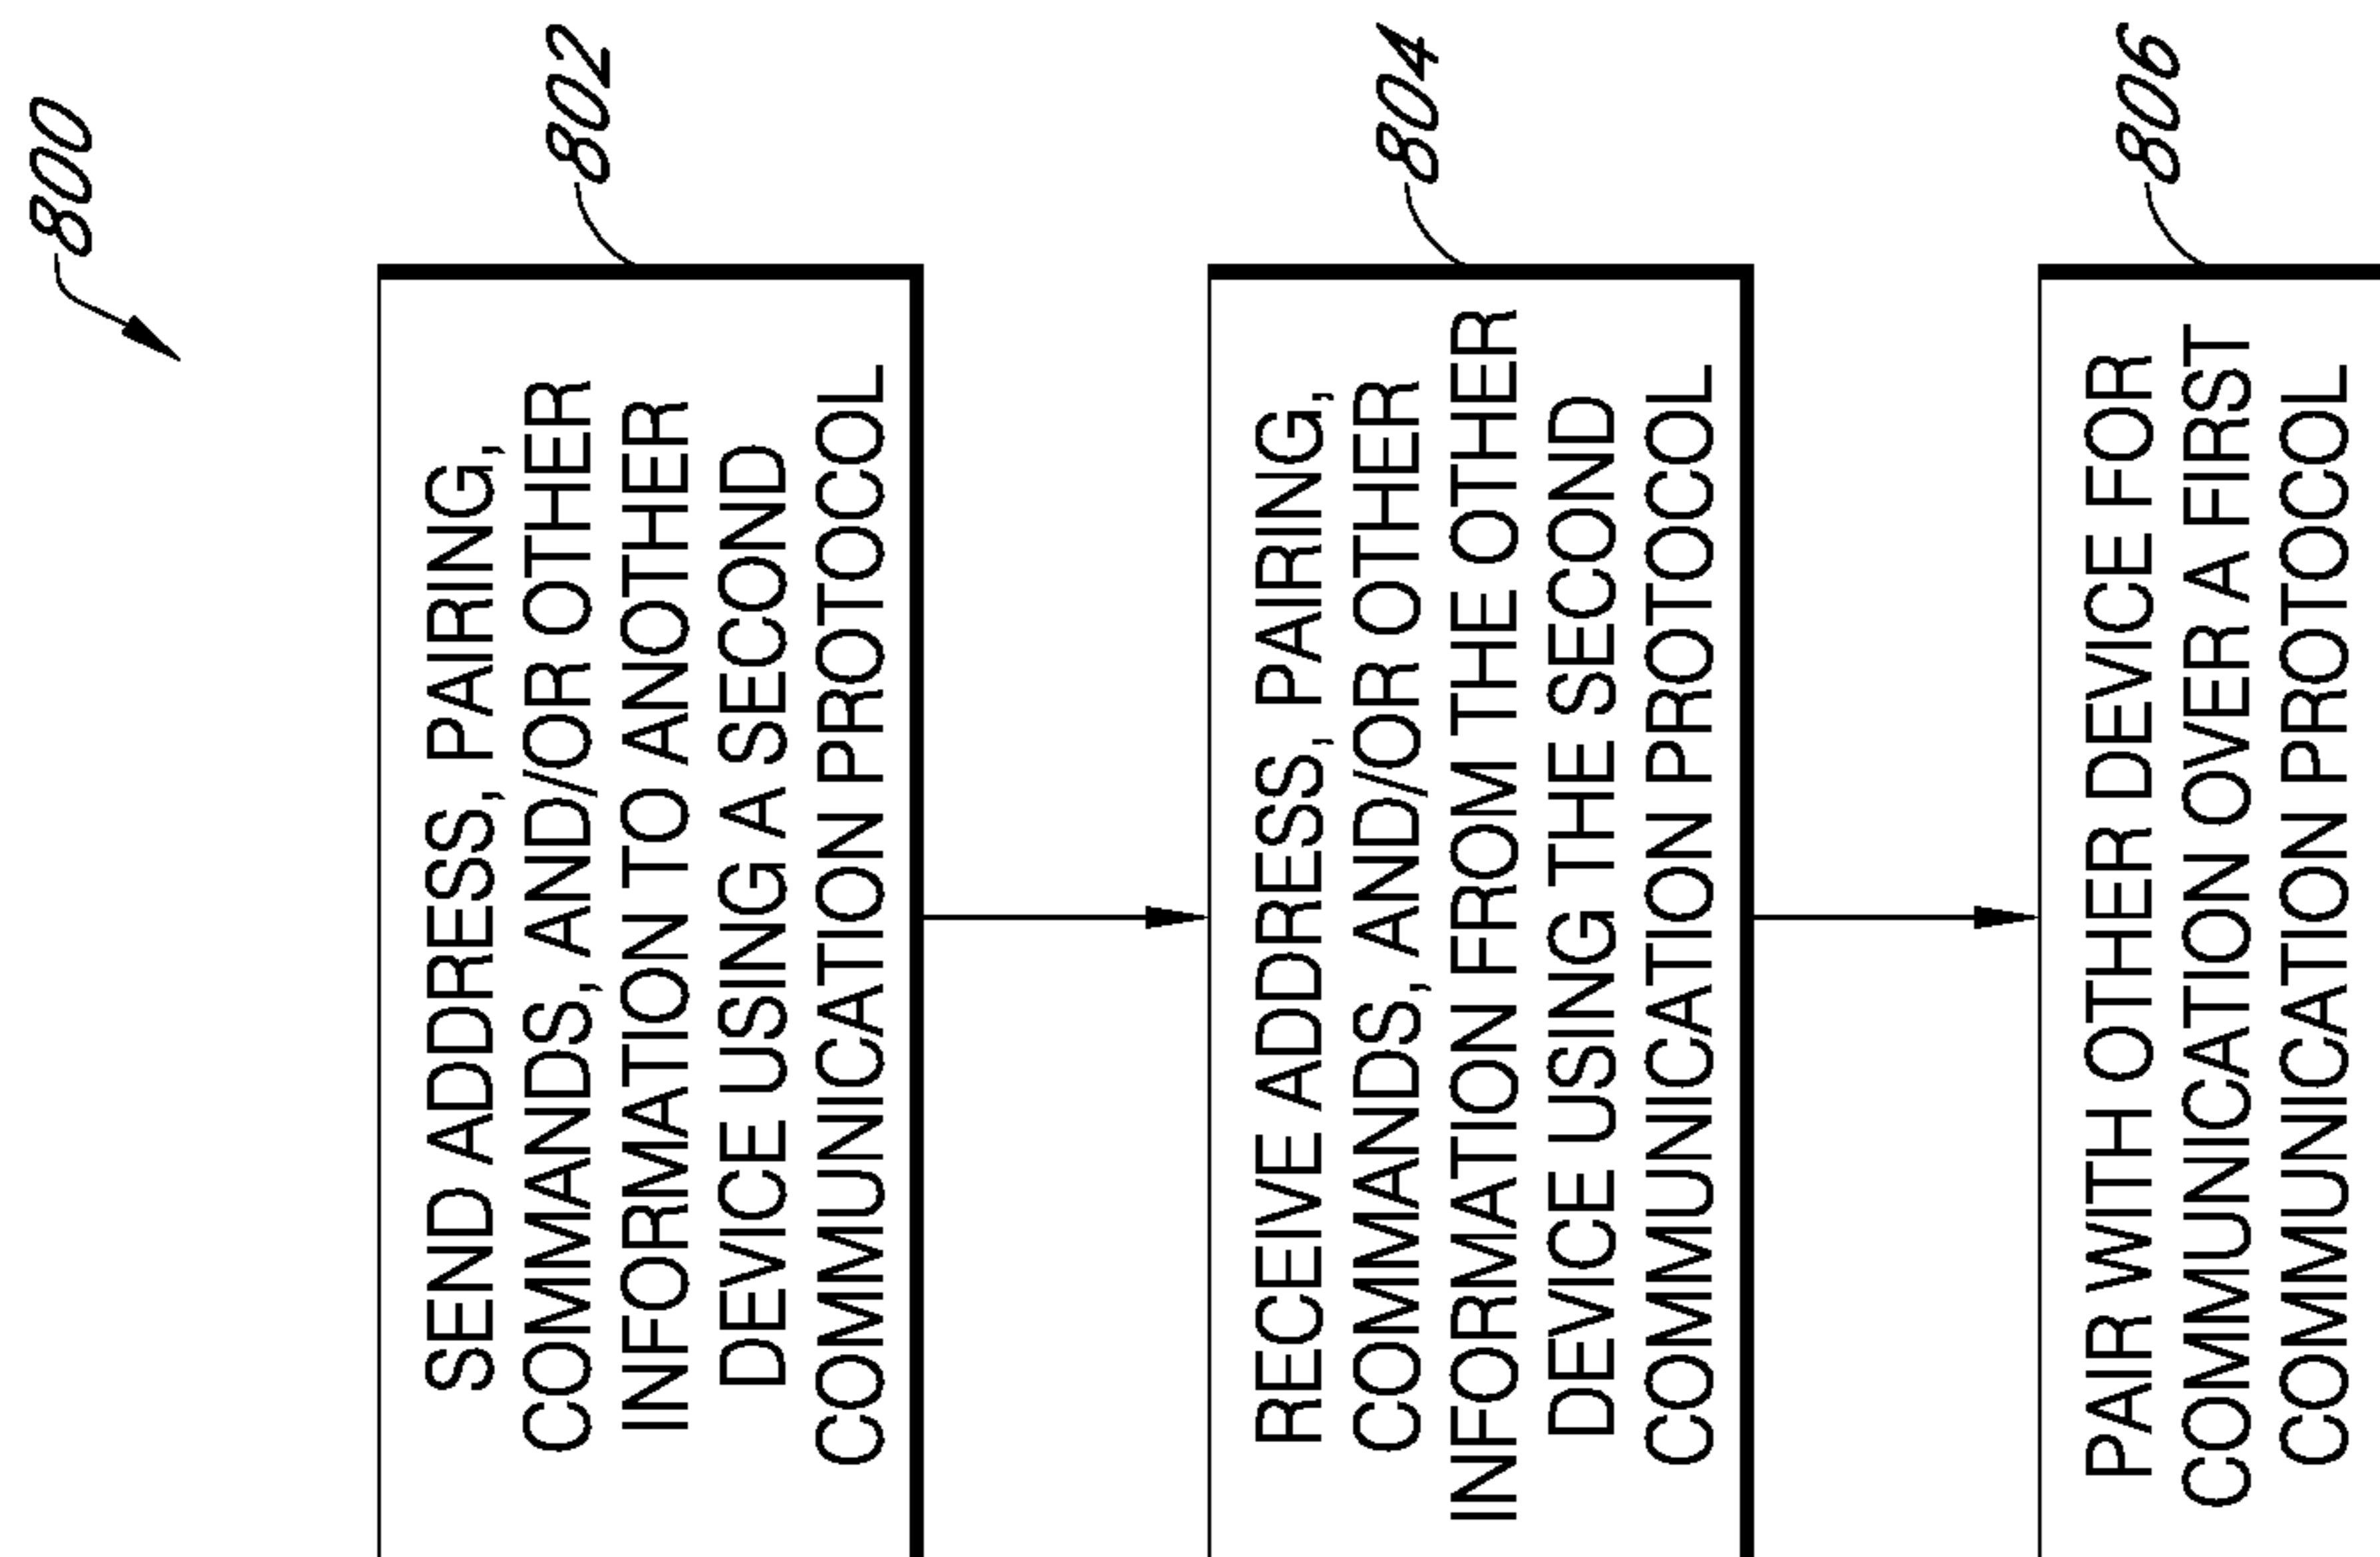 800
802
SEND ADDRESS, PAIRING,
COMMANDS, AND/OR OTHER
INFORMATION TO ANOTHER
DEVICE USING A SECOND
COMMUNICATION PROTOCOL
804
RECEIVE ADDRESS, PAIRING,
COMMANDS, AND/OR OTHER
INFORMATION FROM THE OTHER
DEVICE USING THE SECOND
COMMUNICATION PROTOCOL
806
PAIR WITH OTHER DEVICE FOR
COMMUNICATION OVER A FIRST
COMMUNICATION PROTOCOL